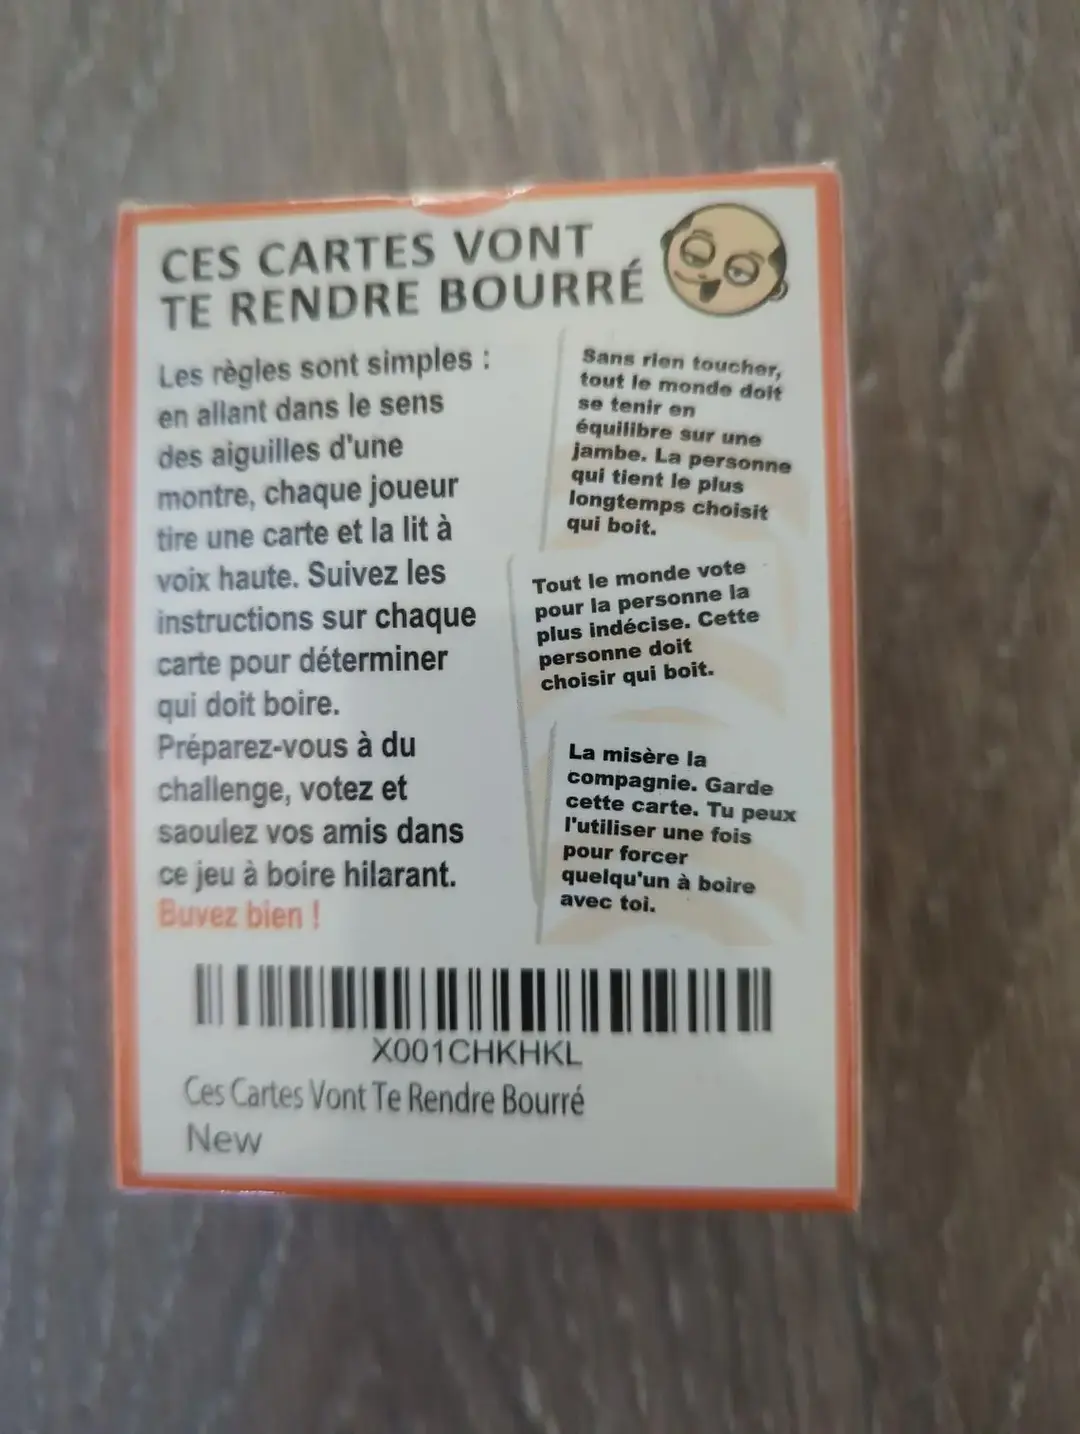 CES CARTES VONT
TE RENDRE BOURRÉ
Les règles sont simples :
en allant dans le sens
des aiguilles d'une
montre, chaque joueur
tire une carte et la lit à
voix haute. Suivez les
instructions sur chaque
carte pour déterminer
qui doit boire.
Préparez-vous à du
challenge, votez et
saoulez vos amis dans
ce jeu à boire hilarant.
Buvez bien !
Sans rien toucher,
tout le monde doit
se tenir en
équilibre sur une
jambe. La personne
qui tient le plus
longtemps choisit
qui boit.
Tout le monde vote
pour la personne la
plus indécise. Cette
personne doit
choisir qui boit.
La misère la
compagnie. Garde
cette carte. Tu peux
l'utiliser une fois
pour forcer
quelqu'un à boire
avec toi.
X001CHKHKL
Ces Cartes Vont Te Rendre Bourré
New